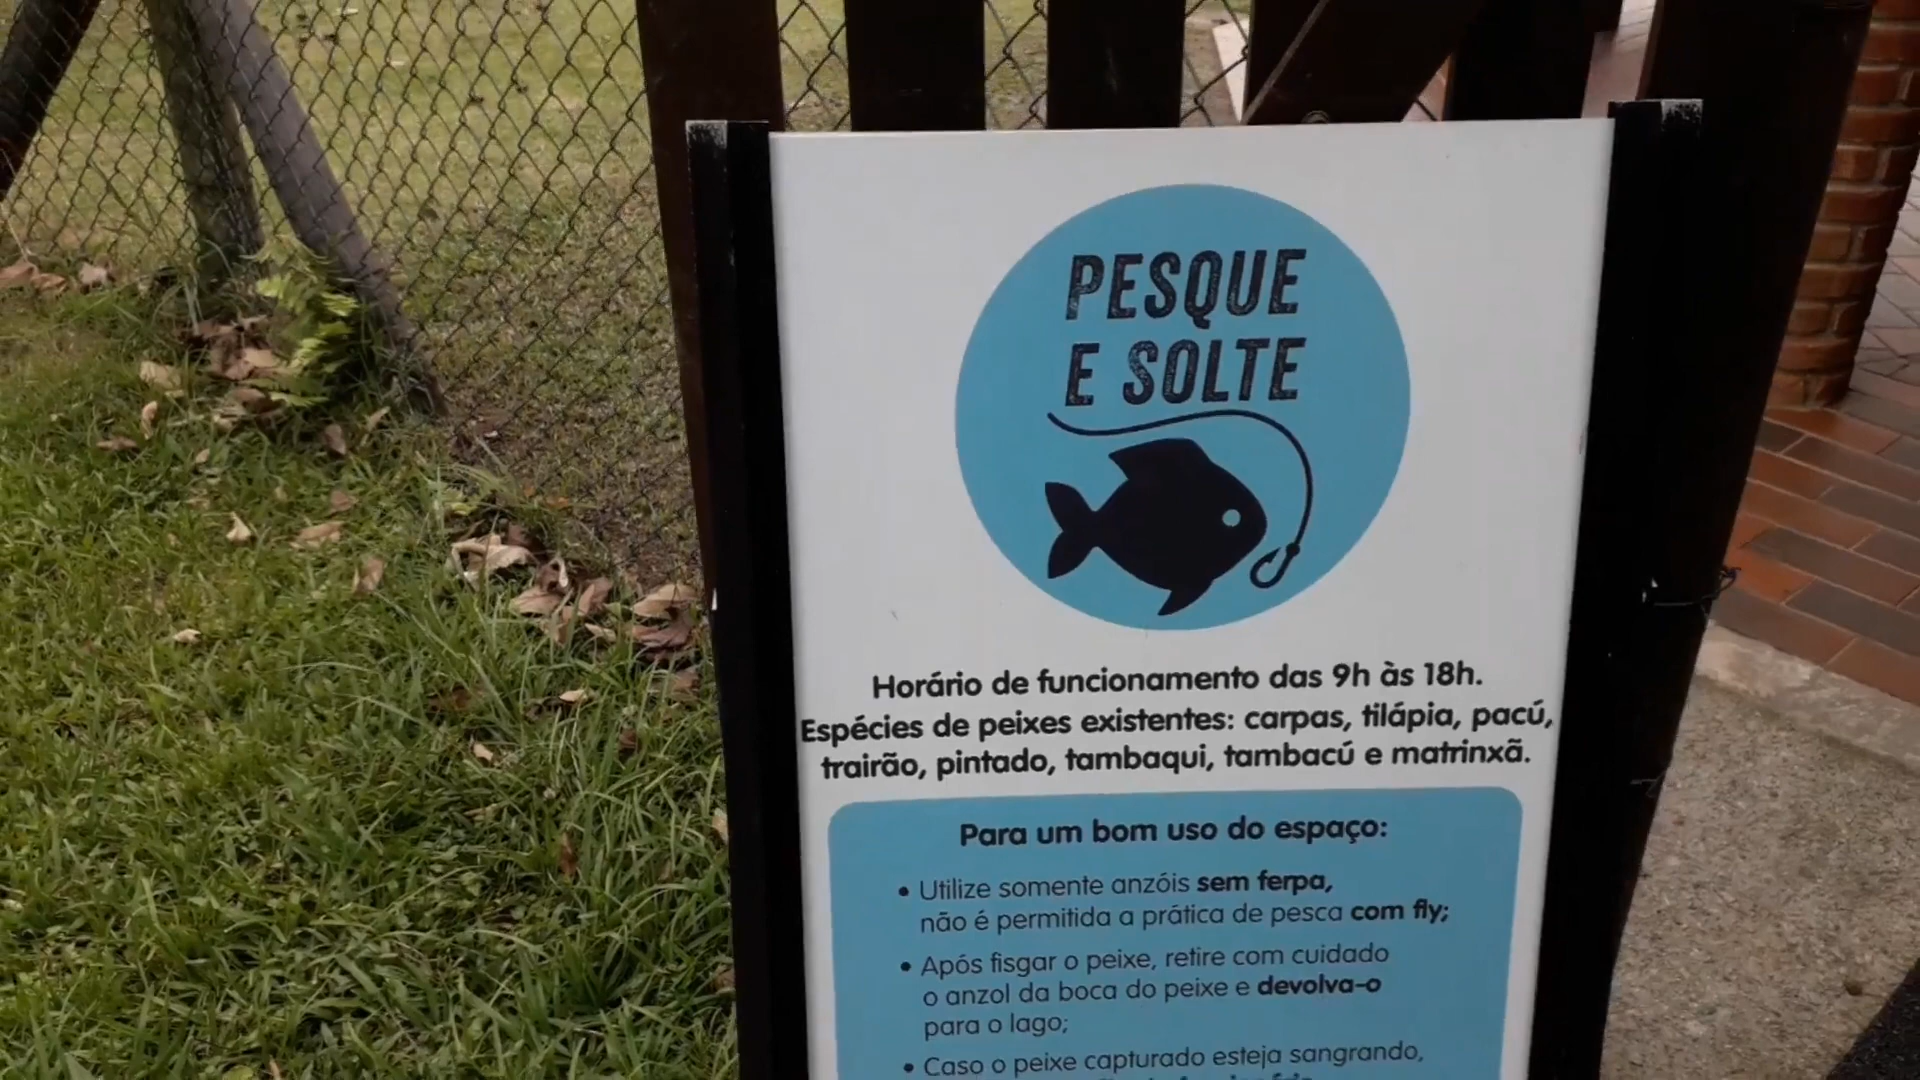 PESQUE
E SOLTE
Horário de funcionamento das 9h às 18h.
Espécies de peixes existentes: carpas, tilápia, pacú,
trairão, pintado, tambaqui, tambacú e matrinxã.
Para um bom uso do espaço:
• Utilize somente anzóis sem ferpa,
não é permitida a prática de pesca com fly;
• Após fisgar o peixe, retire com cuidado
o anzol da boca do peixe e devolva-o
para o lago;
• Caso o peixe capturado esteja sangrando,